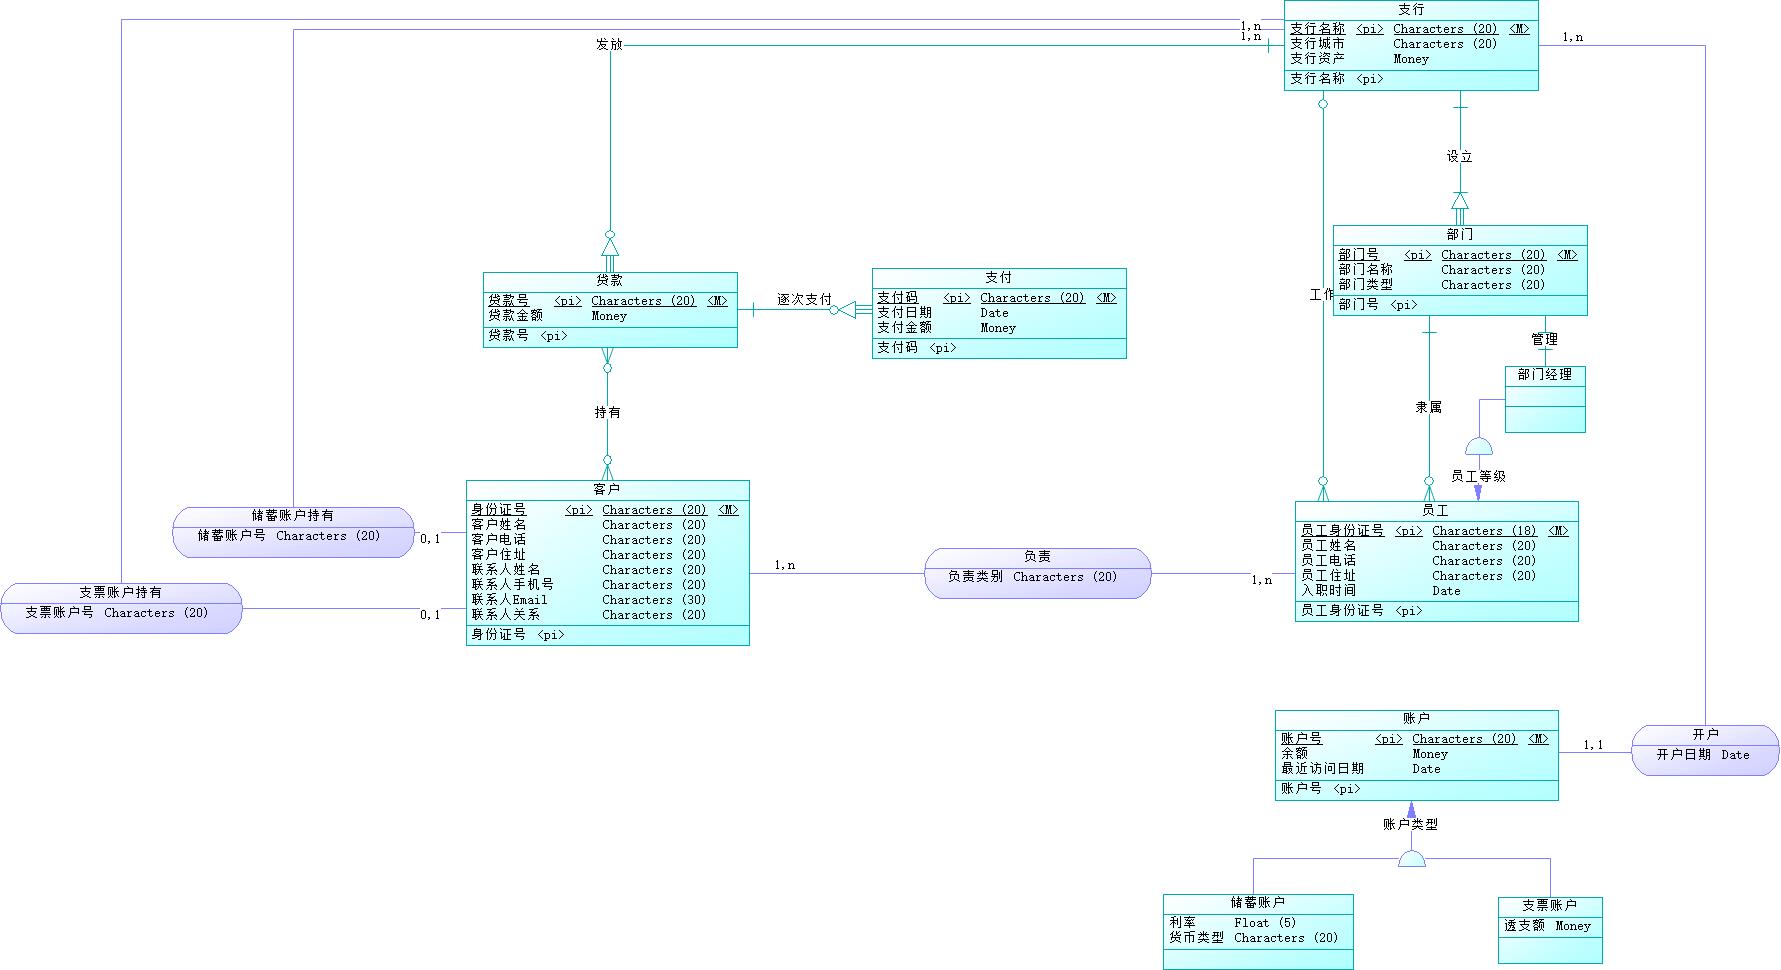 支行
支行名称 <pi> Characters (20) <M>
支行城市 Characters (20)
支行资产 Money
支行名称 <pi>
1,n
1,n
1,n
发放
设立
部门
部门号 <pi> Characters (20) <M>
部门名称 Characters (20)
部门类型 Characters (20)
部门号 <pi>
工作
贷款
贷款号 <pi> Characters (20) <M>
贷款金额 Money
贷款号 <pi>
逐次支付
支付
支付码 <pi> Characters (20) <M>
支付日期 Date
支付金额 Money
支付码 <pi>
管理
部门经理
隶属
持有
员工等级
客户
身份证号 <pi> Characters (20) <M>
客户姓名 Characters (20)
客户电话 Characters (20)
客户住址 Characters (20)
联系人姓名 Characters (20)
联系人手机号 Characters (20)
联系人Email Characters (30)
联系人关系 Characters (20)
身份证号 <pi>
储蓄账户持有
储蓄账户号 Characters (20)
0,1
支票账户持有
支票账户号 Characters (20)
0,1
1,n
负责
负责类别 Characters (20)
1,n
员工
员工身份证号 <pi> Characters (18) <M>
员工姓名 Characters (20)
员工电话 Characters (20)
员工住址 Characters (20)
入职时间 Date
员工身份证号 <pi>
账户
账户号 <pi> Characters (20) <M>
余额 Money
最近访问日期 Date
账户号 <pi>
1,1
开户
开户日期 Date
账户类型
储蓄账户
利率 Float (5)
货币类型 Characters (20)
支票账户
透支额 Money